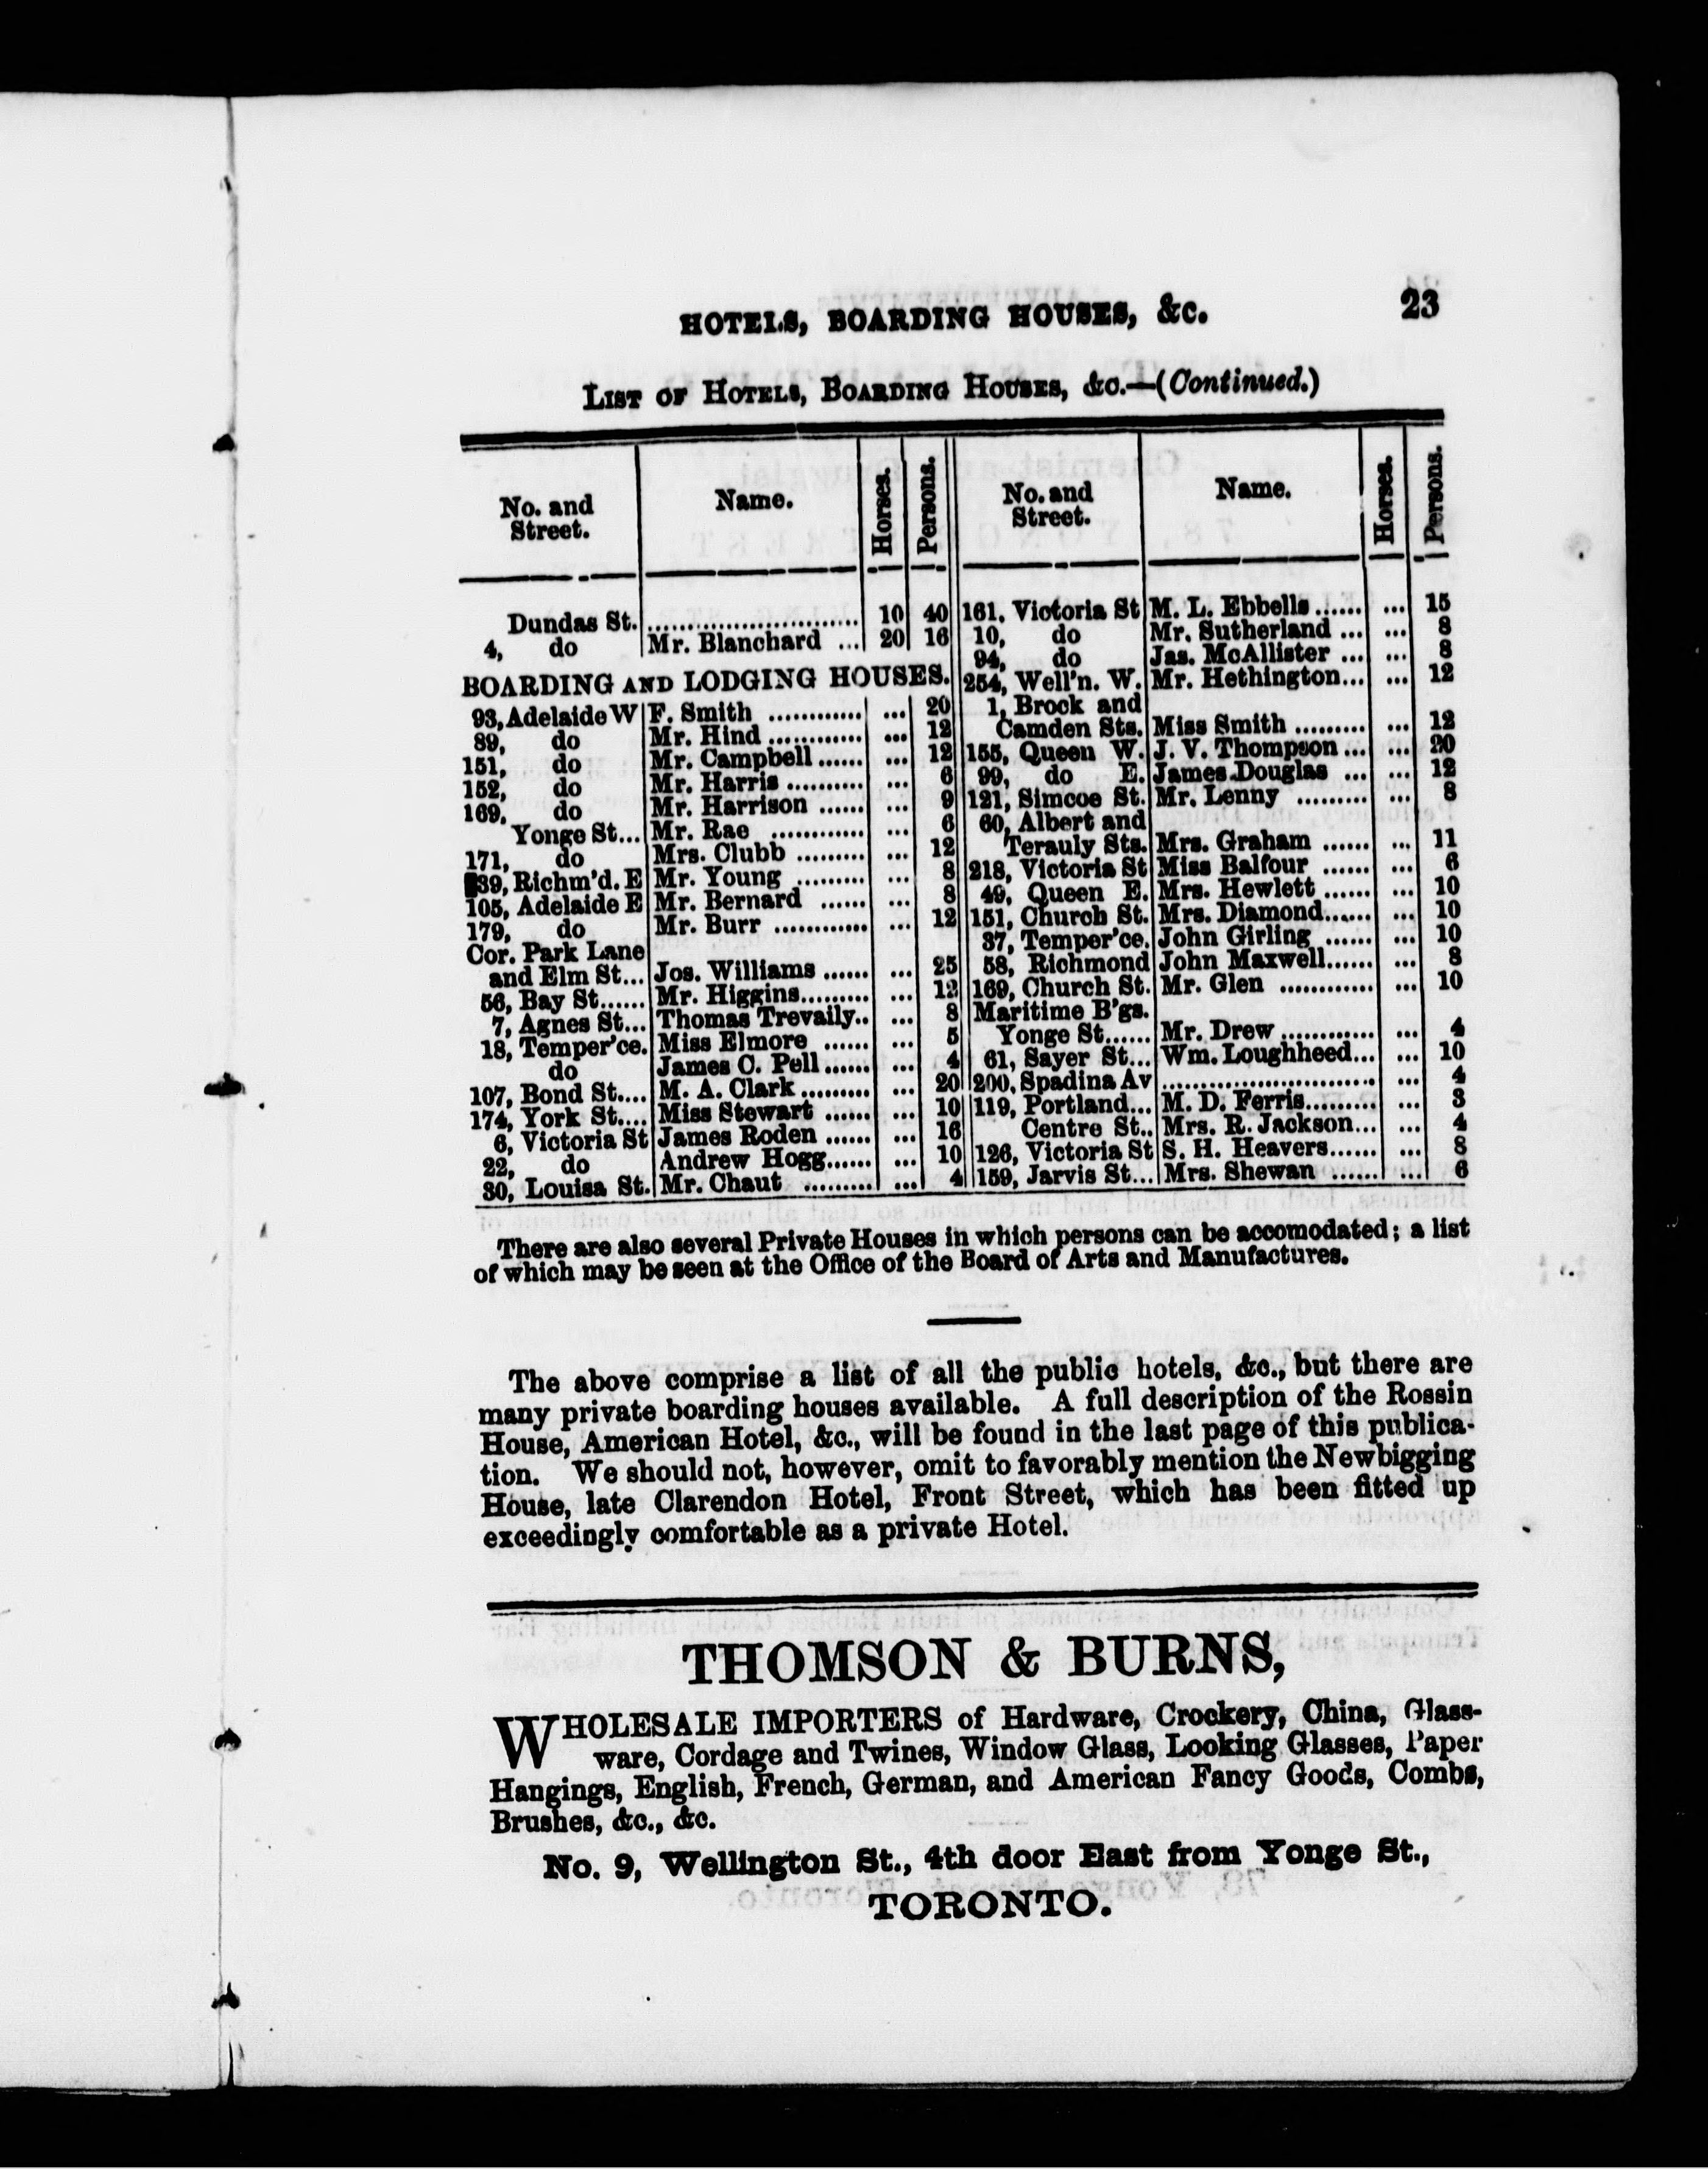 HOTELS, BOARDING HOUSES, &c. 23
LIST OF HOTELS, BOARDING HOUSES, &c.—(Continued.)
No. and Street. | Name. | Horses. | Persons.
Dundas St. | ........................... | 10 | 40
4, do | Mr. Blanchard ... | 20 | 16
BOARDING AND LODGING HOUSES.
93, Adelaide W | F. Smith ............ | ... | 20
89, do | Mr. Hind ............ | ... | 12
151, do | Mr. Campbell ...... | ... | 12
152, do | Mr. Harris .......... | ... | 6
169, do | Mr. Harrison ...... | ... | 9
Yonge St... | Mr. Rae ............ | ... | 6
171, do | Mrs. Clubb ......... | ... | 12
39, Richm'd. E | Mr. Young ......... | ... | 8
105, Adelaide E | Mr. Bernard ...... | ... | 8
179, do | Mr. Burr ............ | ... | 12
Cor. Park Lane
and Elm St... | Jos. Williams ...... | ... | 25
56, Bay St...... | Mr. Higgins......... | ... | 12
7, Agnes St... | Thomas Trevaily.. | ... | 8
18, Temper'ce. | Miss Elmore ...... | ... | 5
do | James C. Pell...... | ... | 4
107, Bond St.... | M. A. Clark......... | ... | 20
174, York St.... | Miss Stewart ...... | ... | 10
6, Victoria St | James Roden ...... | ... | 16
22, do | Andrew Hogg...... | ... | 10
30, Louisa St. | Mr. Chaut ......... | ... | 4
No. and Street. | Name. | Horses. | Persons.
161, Victoria St | M. L. Ebbells ...... | ... | 15
10, do | Mr. Sutherland ... | ... | 8
94, do | Jas. McAllister ... | ... | 8
254, Well'n. W. | Mr. Hethington... | ... | 12
1, Brock and
Camden Sts. | Miss Smith ......... | ... | 12
155, Queen W. | J. V. Thompson ... | ... | 20
99, do E. | James Douglas ... | ... | 12
121, Simcoe St. | Mr. Lenny ......... | ... | 8
60, Albert and
Terauly Sts. | Mrs. Graham ...... | ... | 11
218, Victoria St | Miss Balfour ...... | ... | 6
49, Queen E. | Mrs. Hewlett ...... | ... | 10
151, Church St. | Mrs. Diamond...... | ... | 10
37, Temper'ce. | John Girling ...... | ... | 10
58, Richmond | John Maxwell...... | ... | 8
169, Church St. | Mr. Glen ............ | ... | 10
Maritime B'gs.
Yonge St...... | Mr. Drew ............ | ... | 4
61, Sayer St... | Wm. Loughheed... | ... | 10
200, Spadina Av | ........................... | ... | 4
119, Portland... | M. D. Ferris......... | ... | 3
Centre St.. | Mrs. R. Jackson... | ... | 4
126, Victoria St | S. H. Heavers...... | ... | 8
159, Jarvis St... | Mrs. Shewan ...... | ... | 6
There are also several Private Houses in which persons can be accomodated; a list
of which may be seen at the Office of the Board of Arts and Manufactures.
The above comprise a list of all the public hotels, &c., but there are
many private boarding houses available. A full description of the Rossin
House, American Hotel, &c., will be found in the last page of this publica-
tion. We should not, however, omit to favorably mention the Newbigging
House, late Clarendon Hotel, Front Street, which has been fitted up
exceedingly comfortable as a private Hotel.
THOMSON & BURNS,
WHOLESALE IMPORTERS of Hardware, Crockery, China, Glass-
ware, Cordage and Twines, Window Glass, Looking Glasses, Paper
Hangings, English, French, German, and American Fancy Goods, Combs,
Brushes, &c., &c.
No. 9, Wellington St., 4th door East from Yonge St.,
TORONTO.